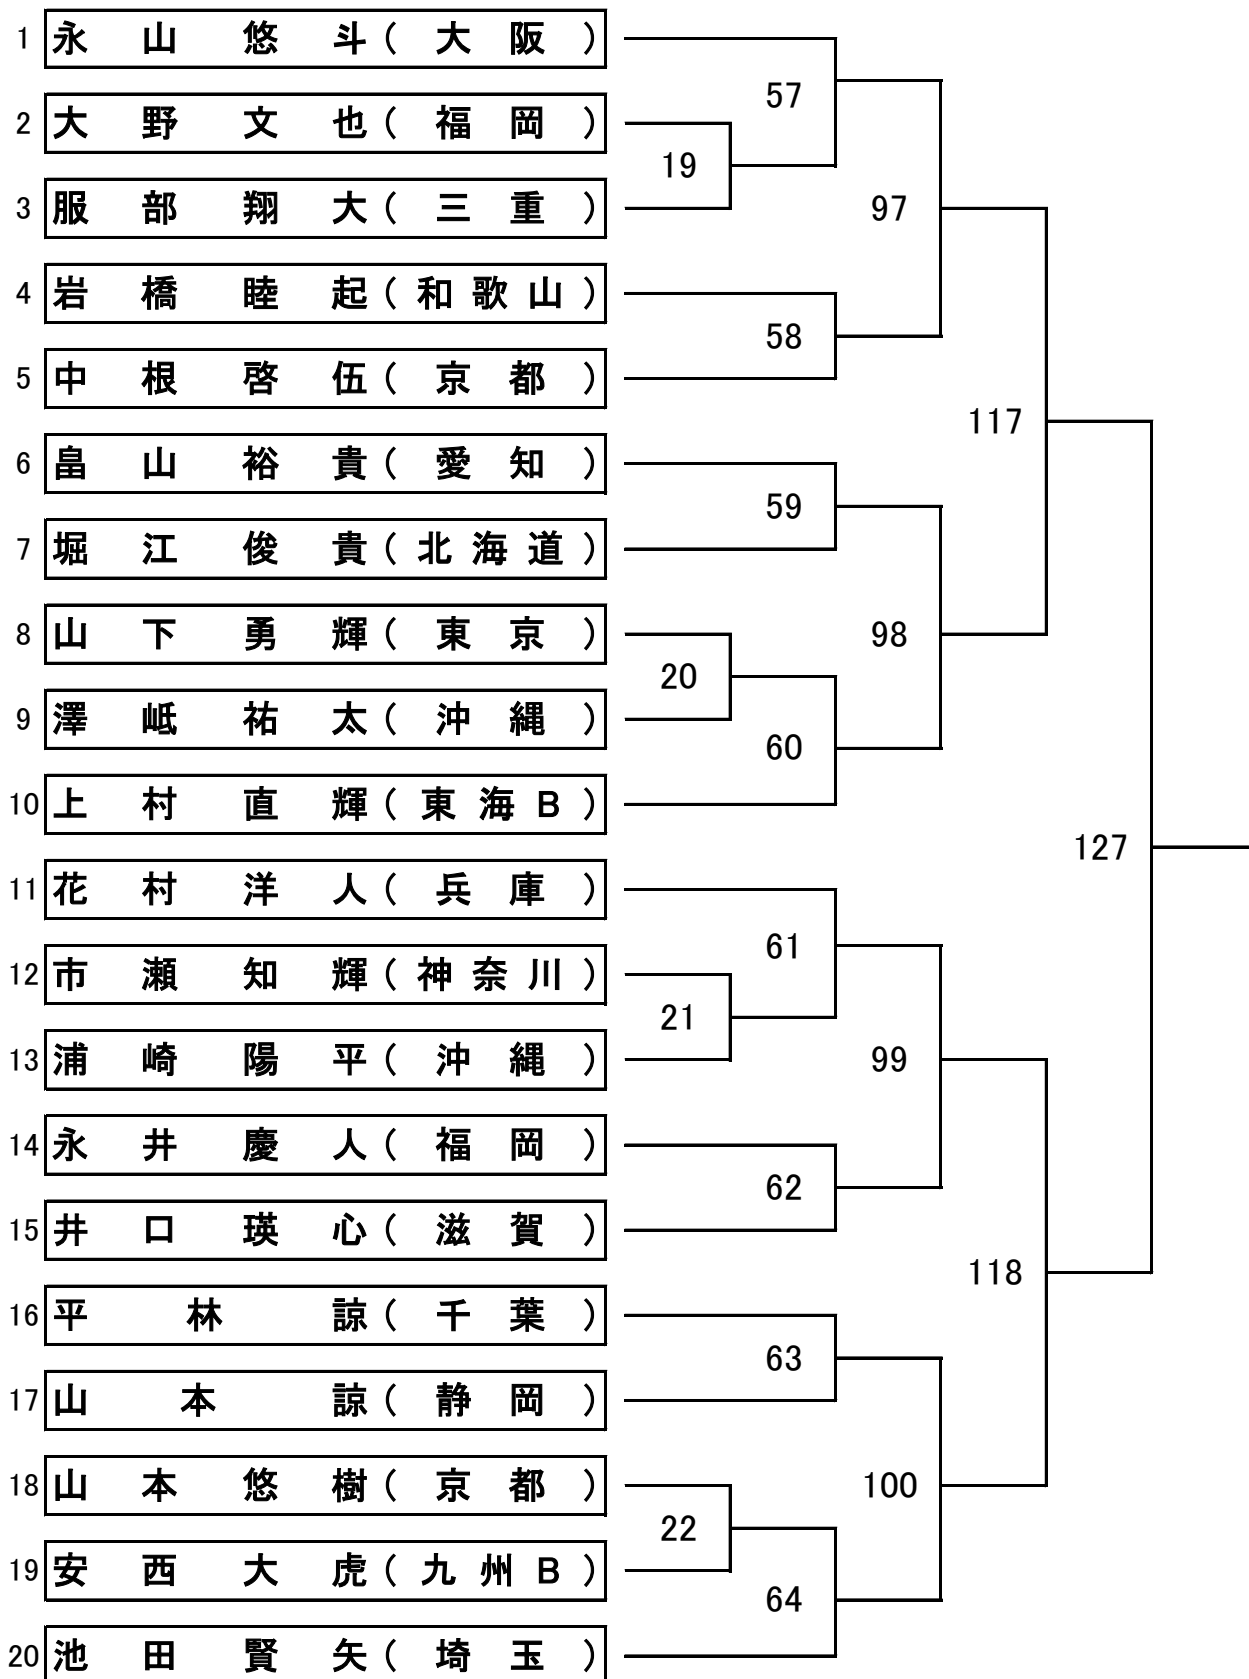 1 永山悠斗(大阪)
57
2 大野文也(福岡)
19
3 服部翔大(三重)
97
4 岩橋睦起(和歌山)
58
5 中根啓伍(京都)
117
6 畠山裕貴(愛知)
59
7 堀江俊貴(北海道)
8 山下勇輝(東京)
98
20
9 澤岻祐太(沖縄)
60
10 上村直輝(東海B)
127
11 花村洋人(兵庫)
61
12 市瀬知輝(神奈川)
21
13 浦崎陽平(沖縄)
99
14 永井慶人(福岡)
62
15 井口瑛心(滋賀)
118
16 平林諒(千葉)
63
17 山本諒(静岡)
18 山本悠樹(京都)
100
22
19 安西大虎(九州B)
64
20 池田賢矢(埼玉)